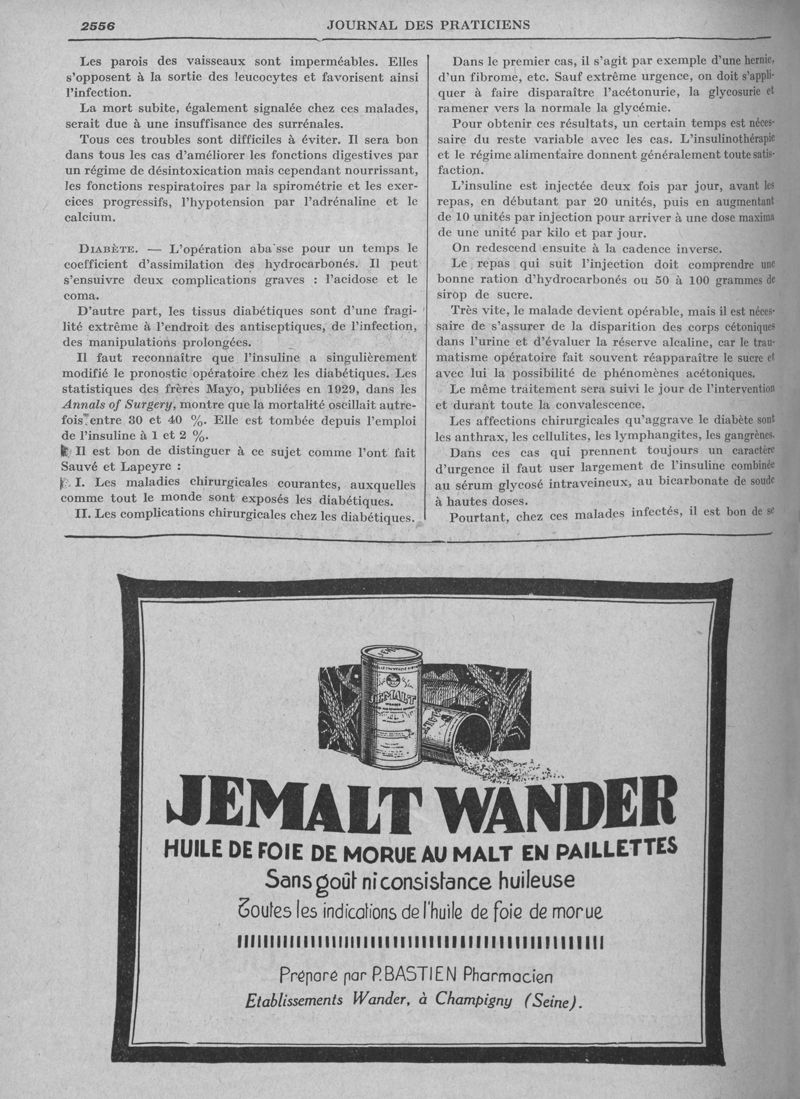 2556
JOURNAL DES PRATICIENS
Les parois des vaisseaux sont imperméables. Elles
s'opposent à la sortie des leucocytes et favorisent ainsi
l'infection.
La mort subite, également signalée chez ces malades,
serait due à une insuffisance des surrénales.
Tous ces troubles sont difficiles à éviter. Il sera bon
dans tous les cas d'améliorer les fonctions digestives par
un régime de désintoxication mais cependant nourrissant,
les fonctions respiratoires par la spirométrie et les exer-
cices progressifs, l'hypotension par l'adrénaline et le
calcium.
DIABÈTE. — L'opération aba sse pour un temps le
coefficient d'assimilation des hydrocarbonés. Il peut
s'ensuivre deux complications graves : l'acidose et le
coma.
D'autre part, les tissus diabétiques sont d'une fragi-
lité extrême à l'endroit des antiseptiques, de l'infection,
des manipulations prolongées.
Il faut reconnaître que l'insuline a singulièrement
modifié le pronostic opératoire chez les diabétiques. Les
statistiques des frères Mayo, publiées en 1929, dans les
Annals of Surgery, montre que la mortalité oscillait autre-
fois entre 30 et 40 %. Elle est tombée depuis l'emploi
de l'insuline à 1 et 2 %.
Il est bon de distinguer à ce sujet comme l'ont fait
Sauvé et Lapeyre :
I. Les maladies chirurgicales courantes, auxquelles
comme tout le monde sont exposés les diabétiques.
II. Les complications chirurgicales chez les diabétiques.
Dans le premier cas, il s'agit par exemple d'une hernie,
d'un fibrome, etc. Sauf extrême urgence, on doit s'appli-
quer à faire disparaître l'acétonurie, la glycosurie et
ramener vers la normale la glycémie.
Pour obtenir ces résultats, un certain temps est néces-
saire du reste variable avec les cas. L'insulinothérapie
et le régime alimentaire donnent généralement toute satis-
faction.
L'insuline est injectée deux fois par jour, avant les
repas, en débutant par 20 unités, puis en augmentant
de 10 unités par injection pour arriver à une dose maxima
de une unité par kilo et par jour.
On redescend ensuite à la cadence inverse.
Le repas qui suit l'injection doit comprendre une
bonne ration d'hydrocarbonés ou 50 à 100 grammes de
sirop de sucre.
Très vite, le malade devient opérable, mais il est néces-
saire de s'assurer de la disparition des corps cétoniques
dans l'urine et d'évaluer la réserve alcaline, car le trau-
matisme opératoire fait souvent réapparaître le sucre et
avec lui la possibilité de phénomènes acétoniques.
Le même traitement sera suivi le jour de l'intervention
et durant toute la convalescence.
Les affections chirurgicales qu'aggrave le diabète sont
les anthrax, les cellulites, les lymphangites, les gangrènes.
Dans ces cas qui prennent toujours un caractère
d'urgence il faut user largement de l'insuline combinée
au sérum glycosé intraveineux, au bicarbonate de soude
à hautes doses.
Pourtant, chez ces malades infectés, il est bon de se
JEMALT
JEMALT WANDER
HUILE DE FOIE DE MORUE AU MALT EN PAILLETTES
Sans goût ni consistance huileuse
Toutes les indications de l'huile de foie de morue
Préparé par P. BASTIEN Pharmacien
Etablissements Wander, à Champigny (Seine).